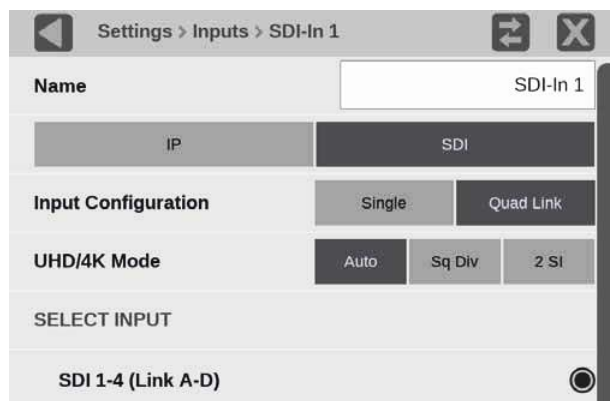 Settings > Inputs > SDI-In 1
Name SDI-In 1
IP SDI
Input Configuration Single Quad Link
UHD/4K Mode Auto Sq Div 2 SI
SELECT INPUT
SDI 1-4 (Link A-D)